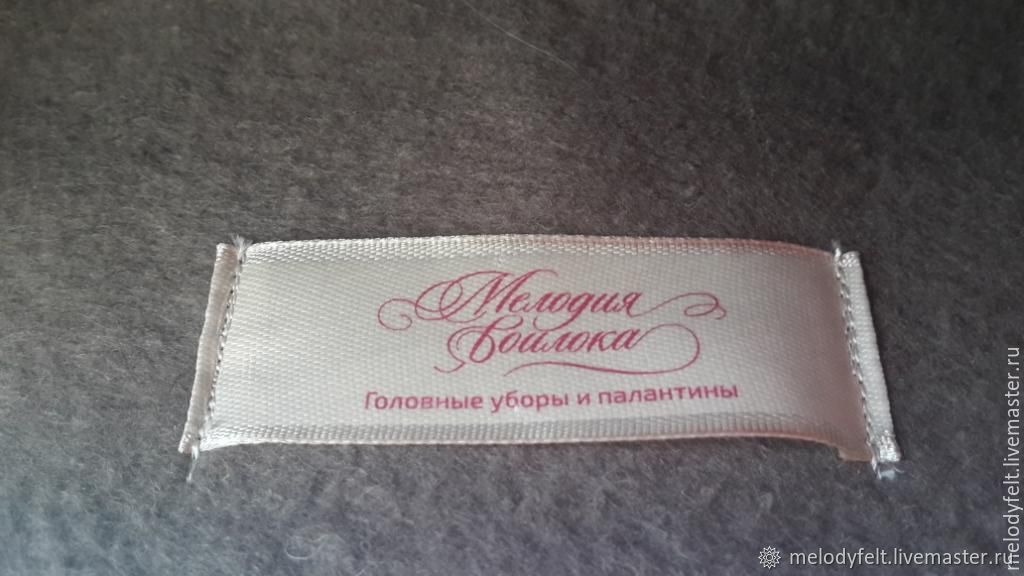 Мелодия
войлока
Головные уборы и палантины
melodyfelt.livemaster.ru
melodyfelt.livemaster.ru